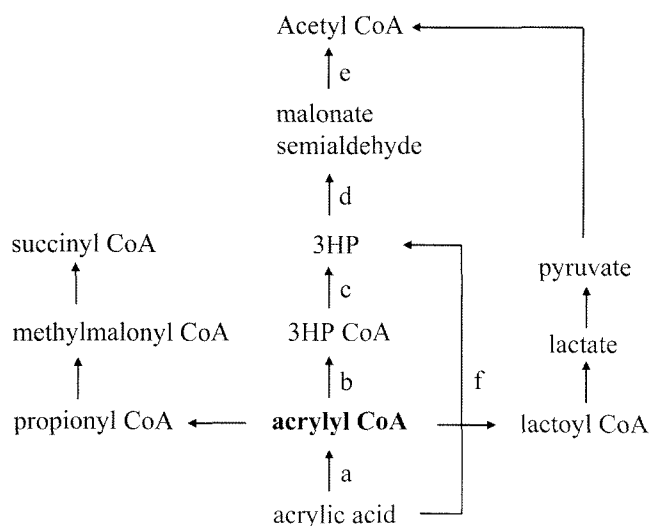 Acetyl CoA
e
malonate
semialdehyde
d
succinyl CoA
3HP
pyruvate
c
methylmalonyl CoA
3HP CoA
lactate
f
b
propionyl CoA
acrylyl CoA
lactoyl CoA
a
acrylic acid